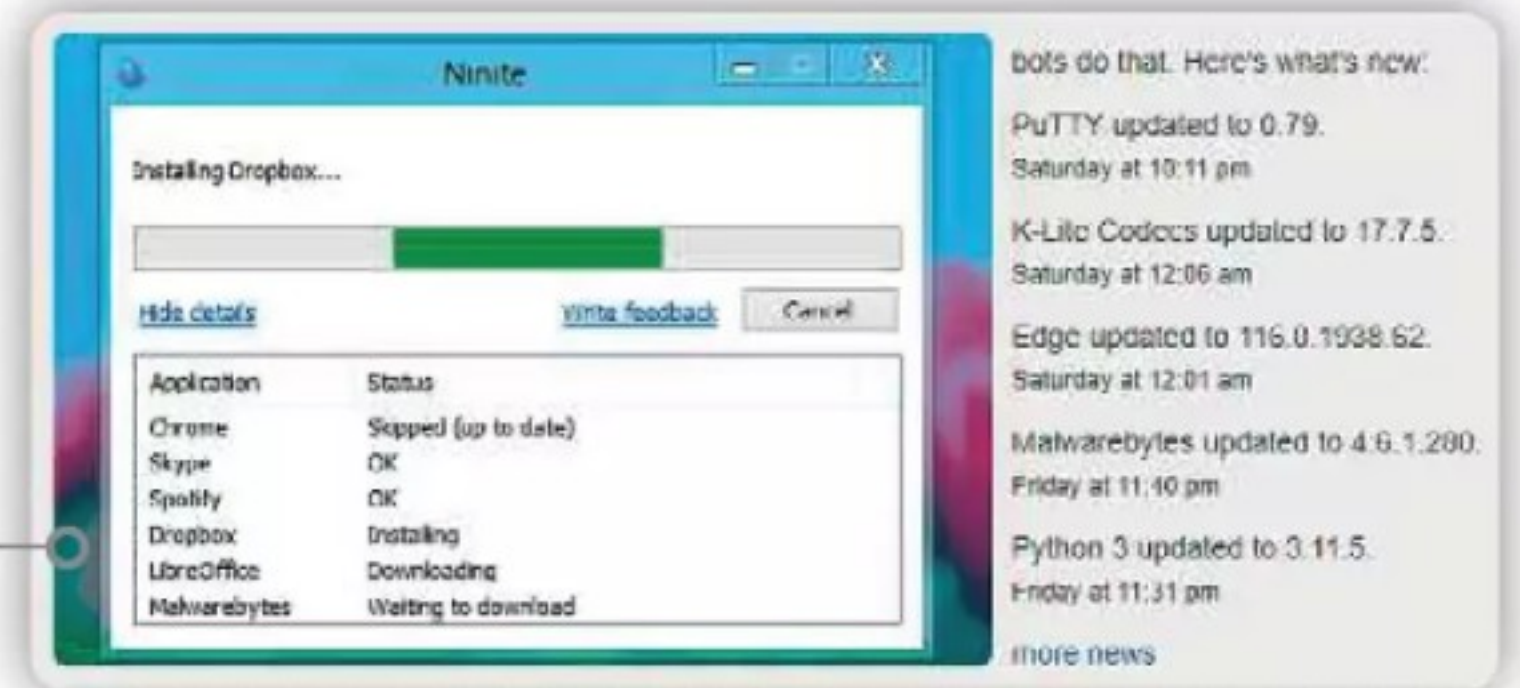 Ninite
Installing Dropbox...
Hide details Write feedback Cancel
Application Status
Chrome Skipped (up to date)
Skype OK
Spotify OK
Dropbox Installing
LibreOffice Downloading
Malwarebytes Waiting to download
bots do that. Here's what's new:
PuTTY updated to 0.79.
Saturday at 10:11 pm
K-Lite Codecs updated to 17.7.5.
Saturday at 12:06 am
Edge updated to 116.0.1938.62.
Saturday at 12:01 am
Malwarebytes updated to 4.6.1.280.
Friday at 11:40 pm
Python 3 updated to 3.11.5.
Friday at 11:31 pm
more news